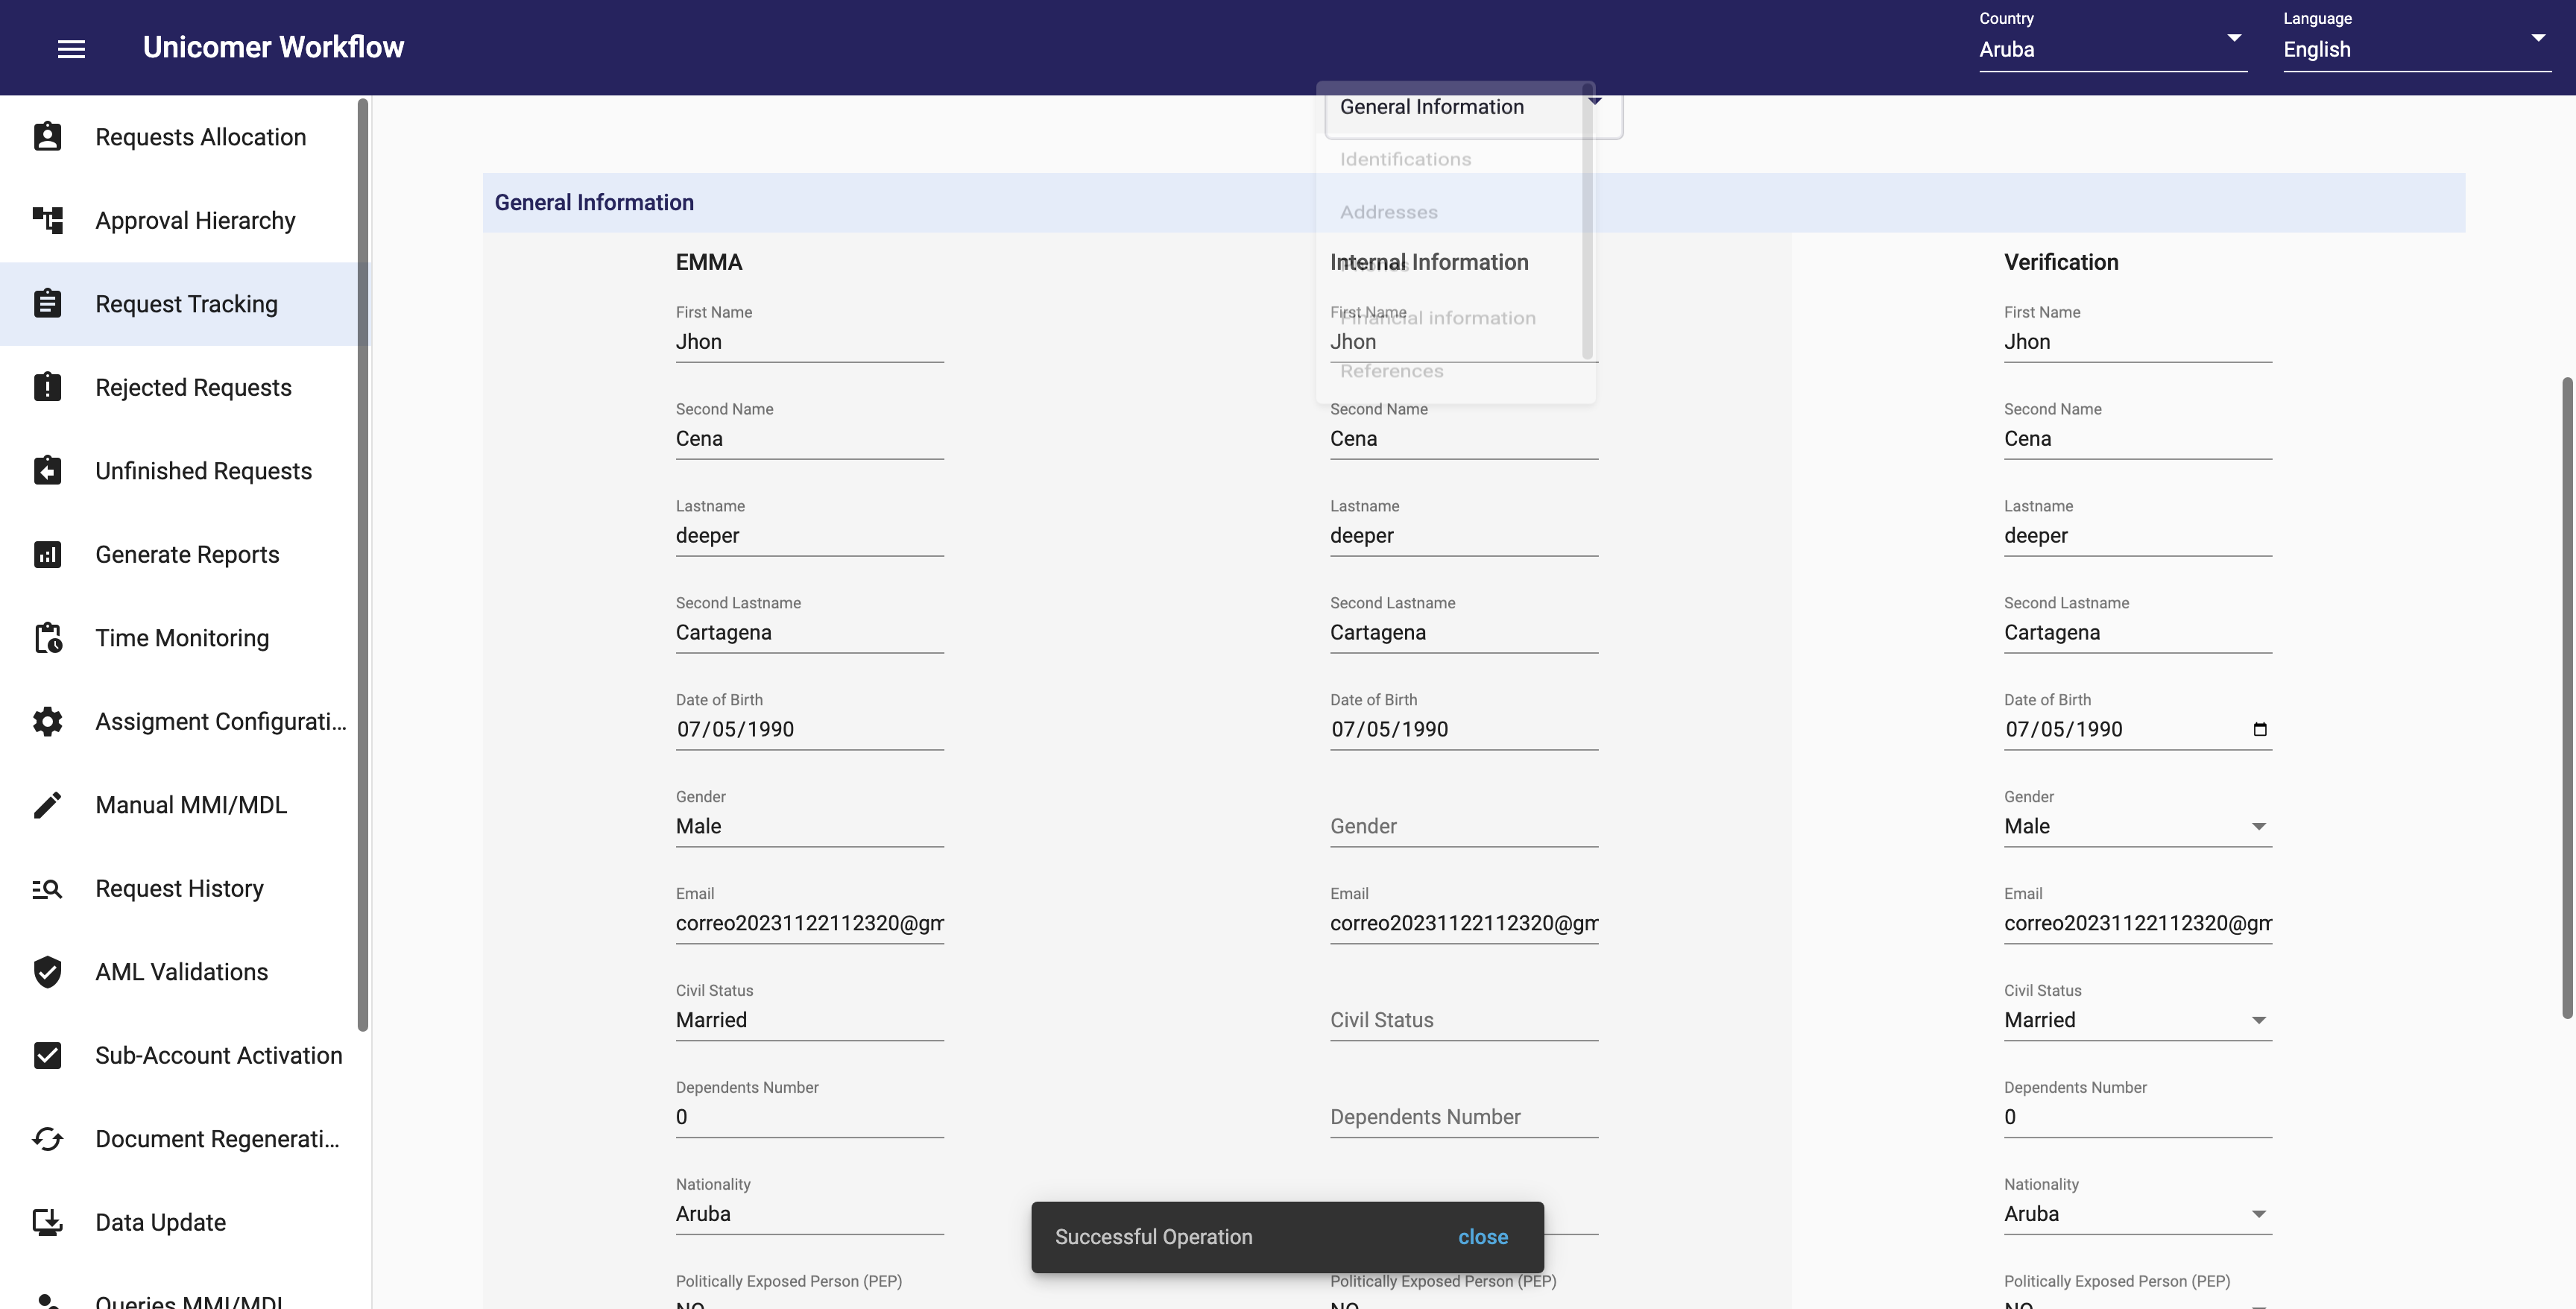 Unicomer Workflow
Country
Aruba
Language
English
Requests Allocation
Approval Hierarchy
Request Tracking
Rejected Requests
Unfinished Requests
Generate Reports
Time Monitoring
Assigment Configurati...
Manual MMI/MDL
Request History
AML Validations
Sub-Account Activation
Document Regenerati...
Data Update
Queries MMI/MDL
General Information
Identifications
Addresses
Phones
Financial information
References
General Information
EMMA
First Name
Jhon
Second Name
Cena
Lastname
deeper
Second Lastname
Cartagena
Date of Birth
07/05/1990
Gender
Male
Email
correo20231122112320@gm
Civil Status
Married
Dependents Number
0
Nationality
Aruba
Politically Exposed Person (PEP)
NO
Internal Information
First Name
Jhon
Second Name
Cena
Lastname
deeper
Second Lastname
Cartagena
Date of Birth
07/05/1990
Gender
Email
correo20231122112320@gm
Civil Status
Dependents Number
Politically Exposed Person (PEP)
NO
Verification
First Name
Jhon
Second Name
Cena
Lastname
deeper
Second Lastname
Cartagena
Date of Birth
07/05/1990
Gender
Male
Email
correo20231122112320@gm
Civil Status
Married
Dependents Number
0
Nationality
Aruba
Politically Exposed Person (PEP)
NO
Successful Operation
close